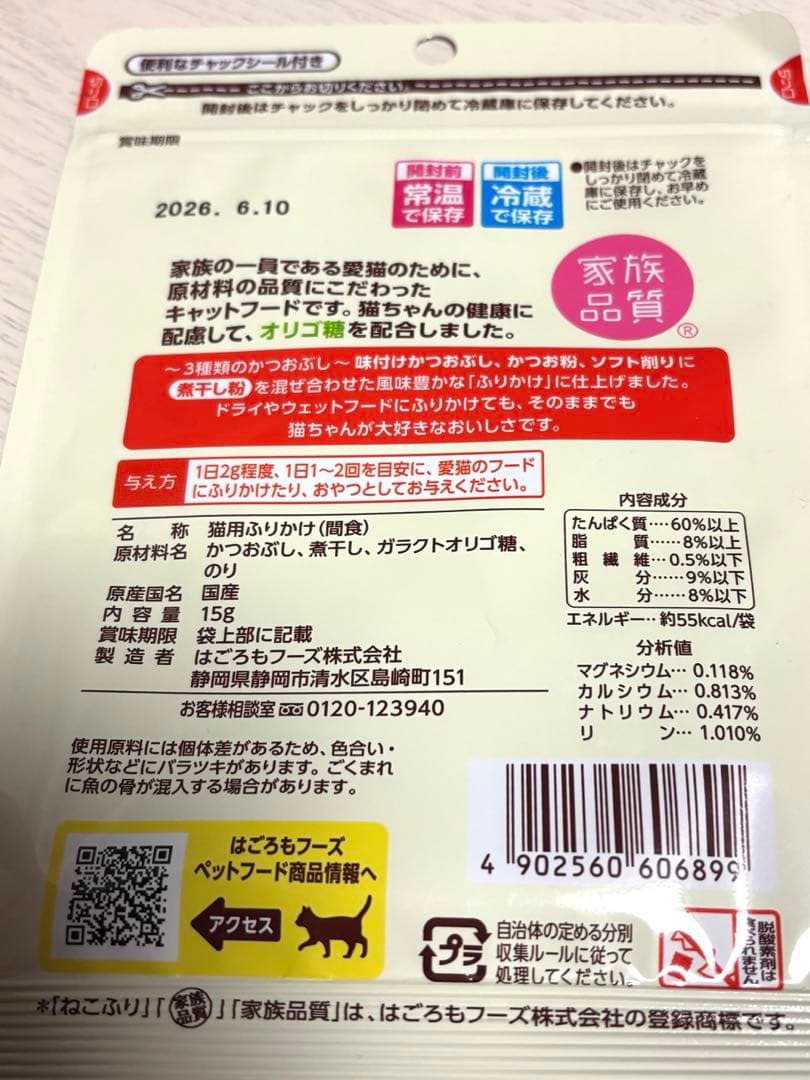 便利なチャックシール付き
切り口
ここからお切りください。
切り口
開封後はチャックをしっかり閉めて冷蔵庫に保存してください。
賞味期限
2026. 6.10
開封前
常温
で保存
開封後
冷蔵
で保存
●開封後はチャックを
しっかり閉めて冷蔵
庫に保存し、お早め
にご使用ください。
家族の一員である愛猫のために、
原材料の品質にこだわった
キャットフードです。猫ちゃんの健康に
配慮して、オリゴ糖を配合しました。
家族
品質
®
～3種類のかつおぶし～ 味付けかつおぶし、かつお粉、ソフト削りに
煮干し粉を混ぜ合わせた風味豊かな「ふりかけ」に仕上げました。
ドライやウェットフードにふりかけても、そのままでも
猫ちゃんが大好きなおいしさです。
与え方
1日2g程度、1日1～2回を目安に、愛猫のフード
にふりかけたり、おやつとしてお与えください。
名称 猫用ふりかけ(間食)
原材料名 かつおぶし、煮干し、ガラクトオリゴ糖、
のり
原産国名 国産
内容量 15g
賞味期限 袋上部に記載
製造者 はごろもフーズ株式会社
静岡県静岡市清水区島崎町151
お客様相談室 0120-123940
内容成分
たんぱく質‥‥60%以上
脂質‥‥8%以上
粗繊維‥0.5%以下
灰分‥‥9%以下
水分‥‥8%以下
エネルギー‥約55kcal/袋
分析値
マグネシウム… 0.118%
カルシウム… 0.813%
ナトリウム… 0.417%
リン… 1.010%
使用原料には個体差があるため、色合い・
形状などにバラツキがあります。ごくまれ
に魚の骨が混入する場合があります。
はごろもフーズ
ペットフード商品情報へ
アクセス
4 902560 606899
プラ
自治体の定める分別
収集ルールに従って
処理してください。
脱酸素剤は
食べられません
*「ねこふり」「家族品質」「家族品質」は、はごろもフーズ株式会社の登録商標です。